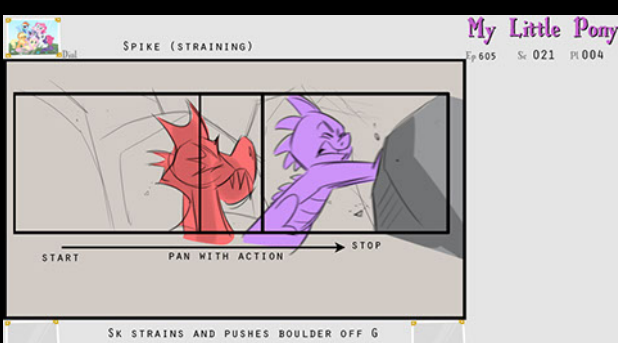 My Little Pony
SPIKE (STRAINING)
Dial
Ep 605 Sc 021 Pl 004
START
PAN WITH ACTION
STOP
SK STRAINS AND PUSHES BOULDER OFF G